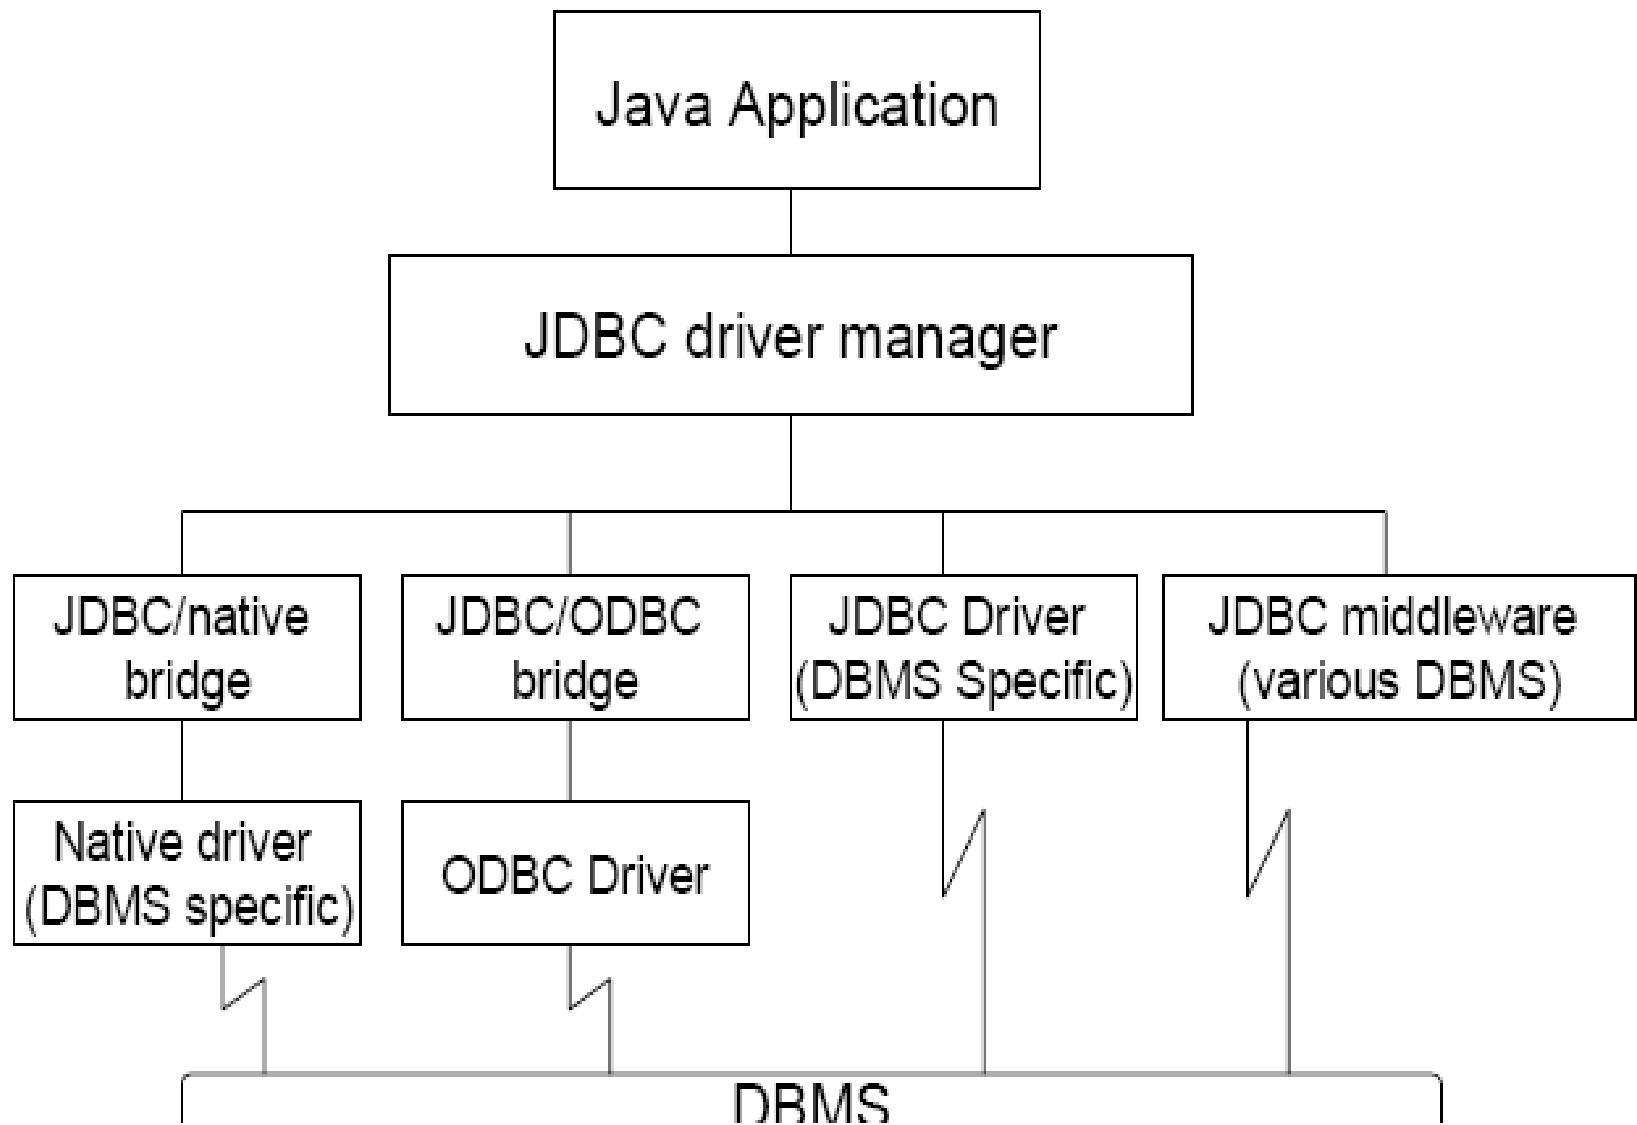 Java Application
JDBC driver manager
JDBC/native
bridge
JDBC/ODBC
bridge
JDBC Driver
(DBMS Specific)
JDBC middleware
(various DBMS)
Native driver
(DBMS specific)
ODBC Driver
DBMS